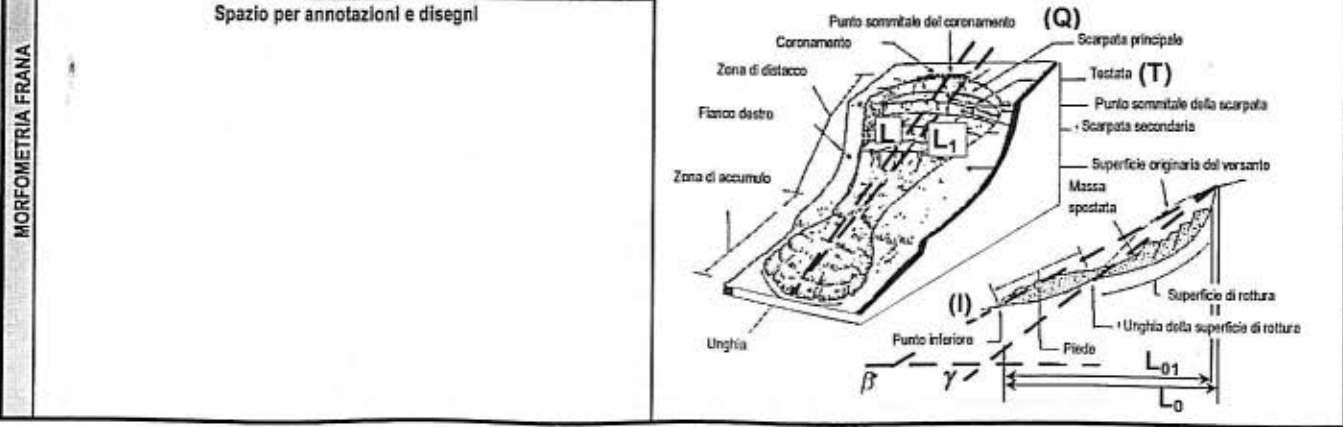 MORFOMETRIA FRANA
Spazio per annotazioni e disegni
Punto sommitale del coronamento
(Q)
Coronamento
Scarpata principale
Zona di distacco
Testata (T)
Punto sommitale della scarpata
Fianco destro
Scarpata secondaria
L
L1
Superficie originaria del versante
Zona di accumulo
Massa
spostata
(I)
Superficie di rottura
Unghia della superficie di rottura
Unghia
Punto inferiore
Piede
β
γ
L01
L0